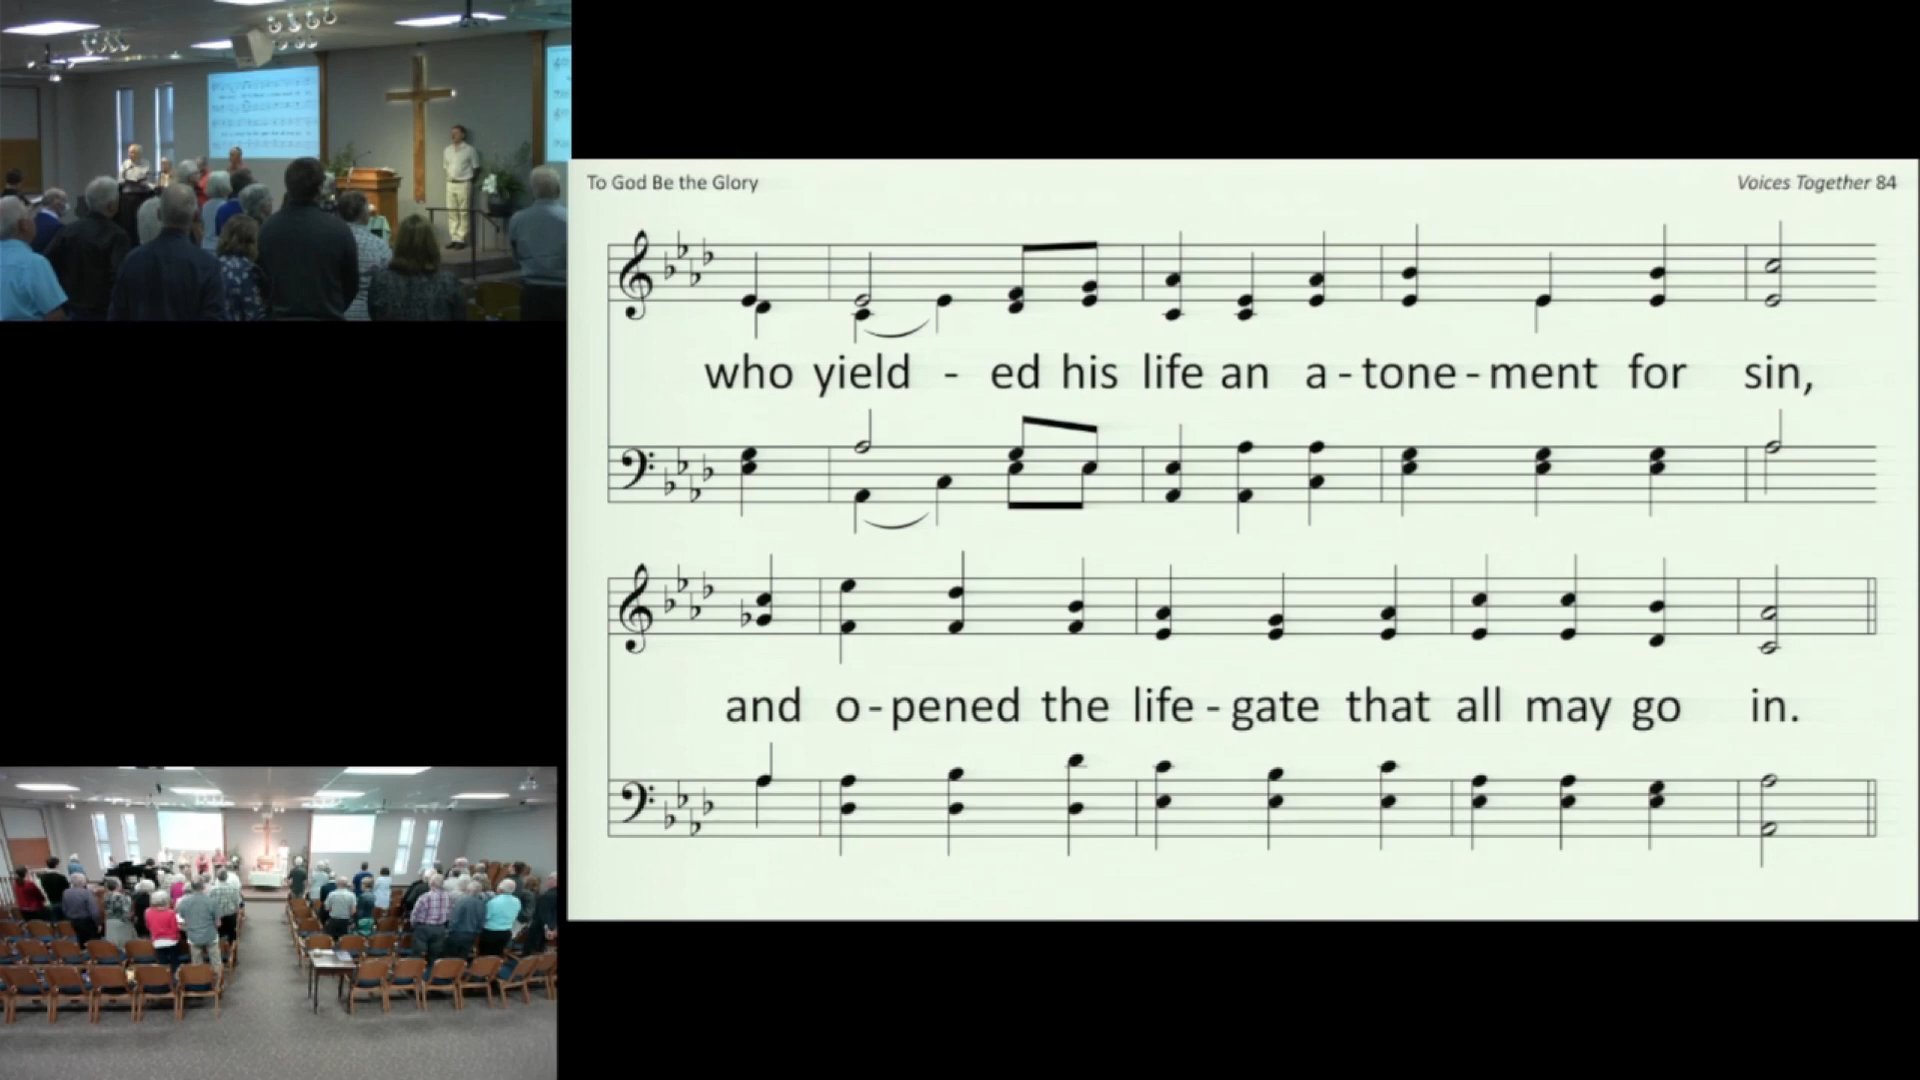 To God Be the Glory
Voices Together 84
who yield - ed his life an a - tone - ment for sin,
and o - pened the life - gate that all may go in.